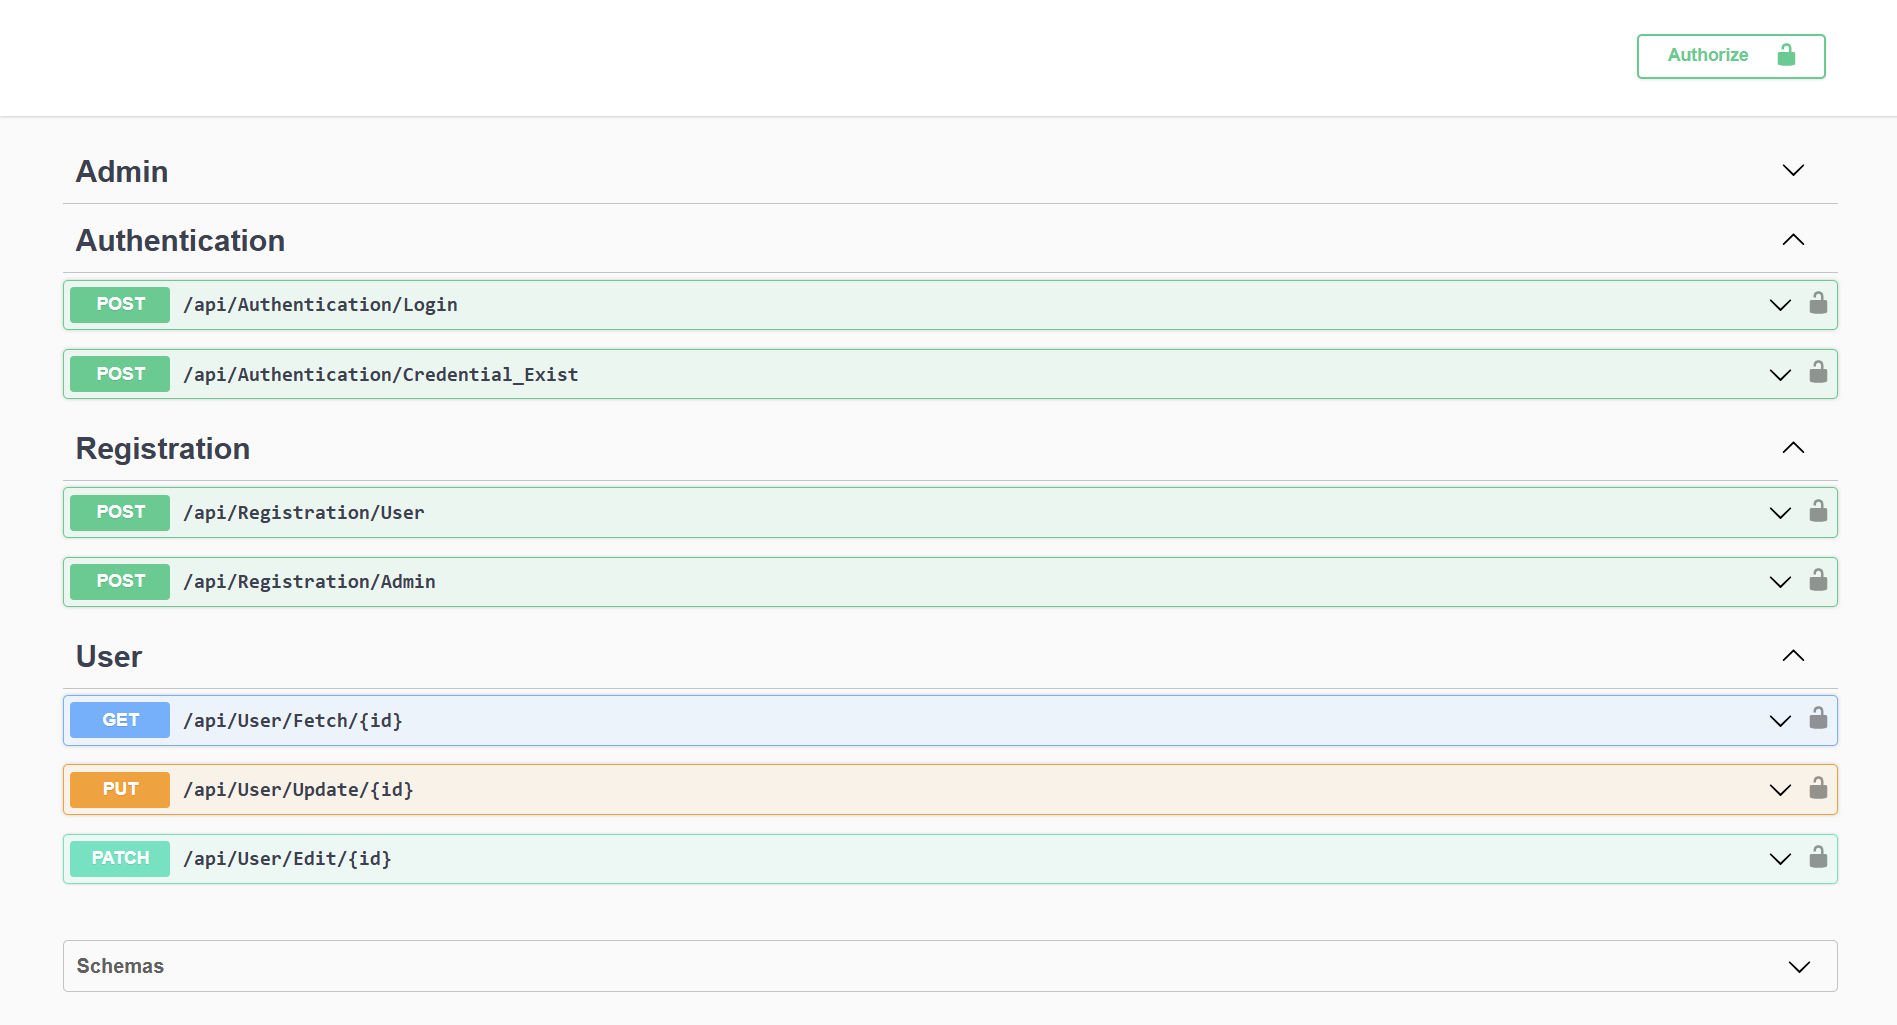 Authorize
Admin
Authentication
POST /api/Authentication/Login
POST /api/Authentication/Credential_Exist
Registration
POST /api/Registration/User
POST /api/Registration/Admin
User
GET /api/User/Fetch/{id}
PUT /api/User/Update/{id}
PATCH /api/User/Edit/{id}
Schemas